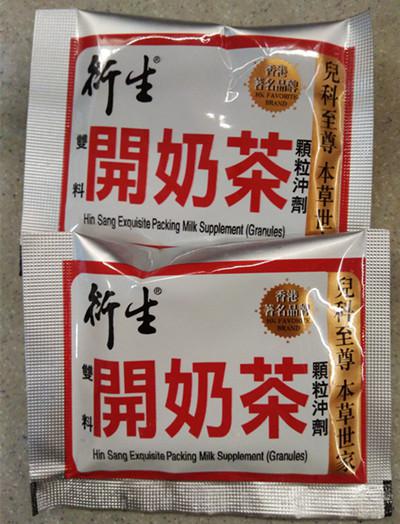 衍生®
香港
著名品牌
HK FAVORITE
BRAND
兒科至尊 本草世
雙料
開奶茶
顆粒沖劑
Hin Sang Exquisite Packing Milk Supplement (Granules)
衍生®
香港
著名品牌
HK FAVORITE
BRAND
兒科至尊 本草世家
雙料
開奶茶
顆粒沖劑
Hin Sang Exquisite Packing Milk Supplement (Granules)